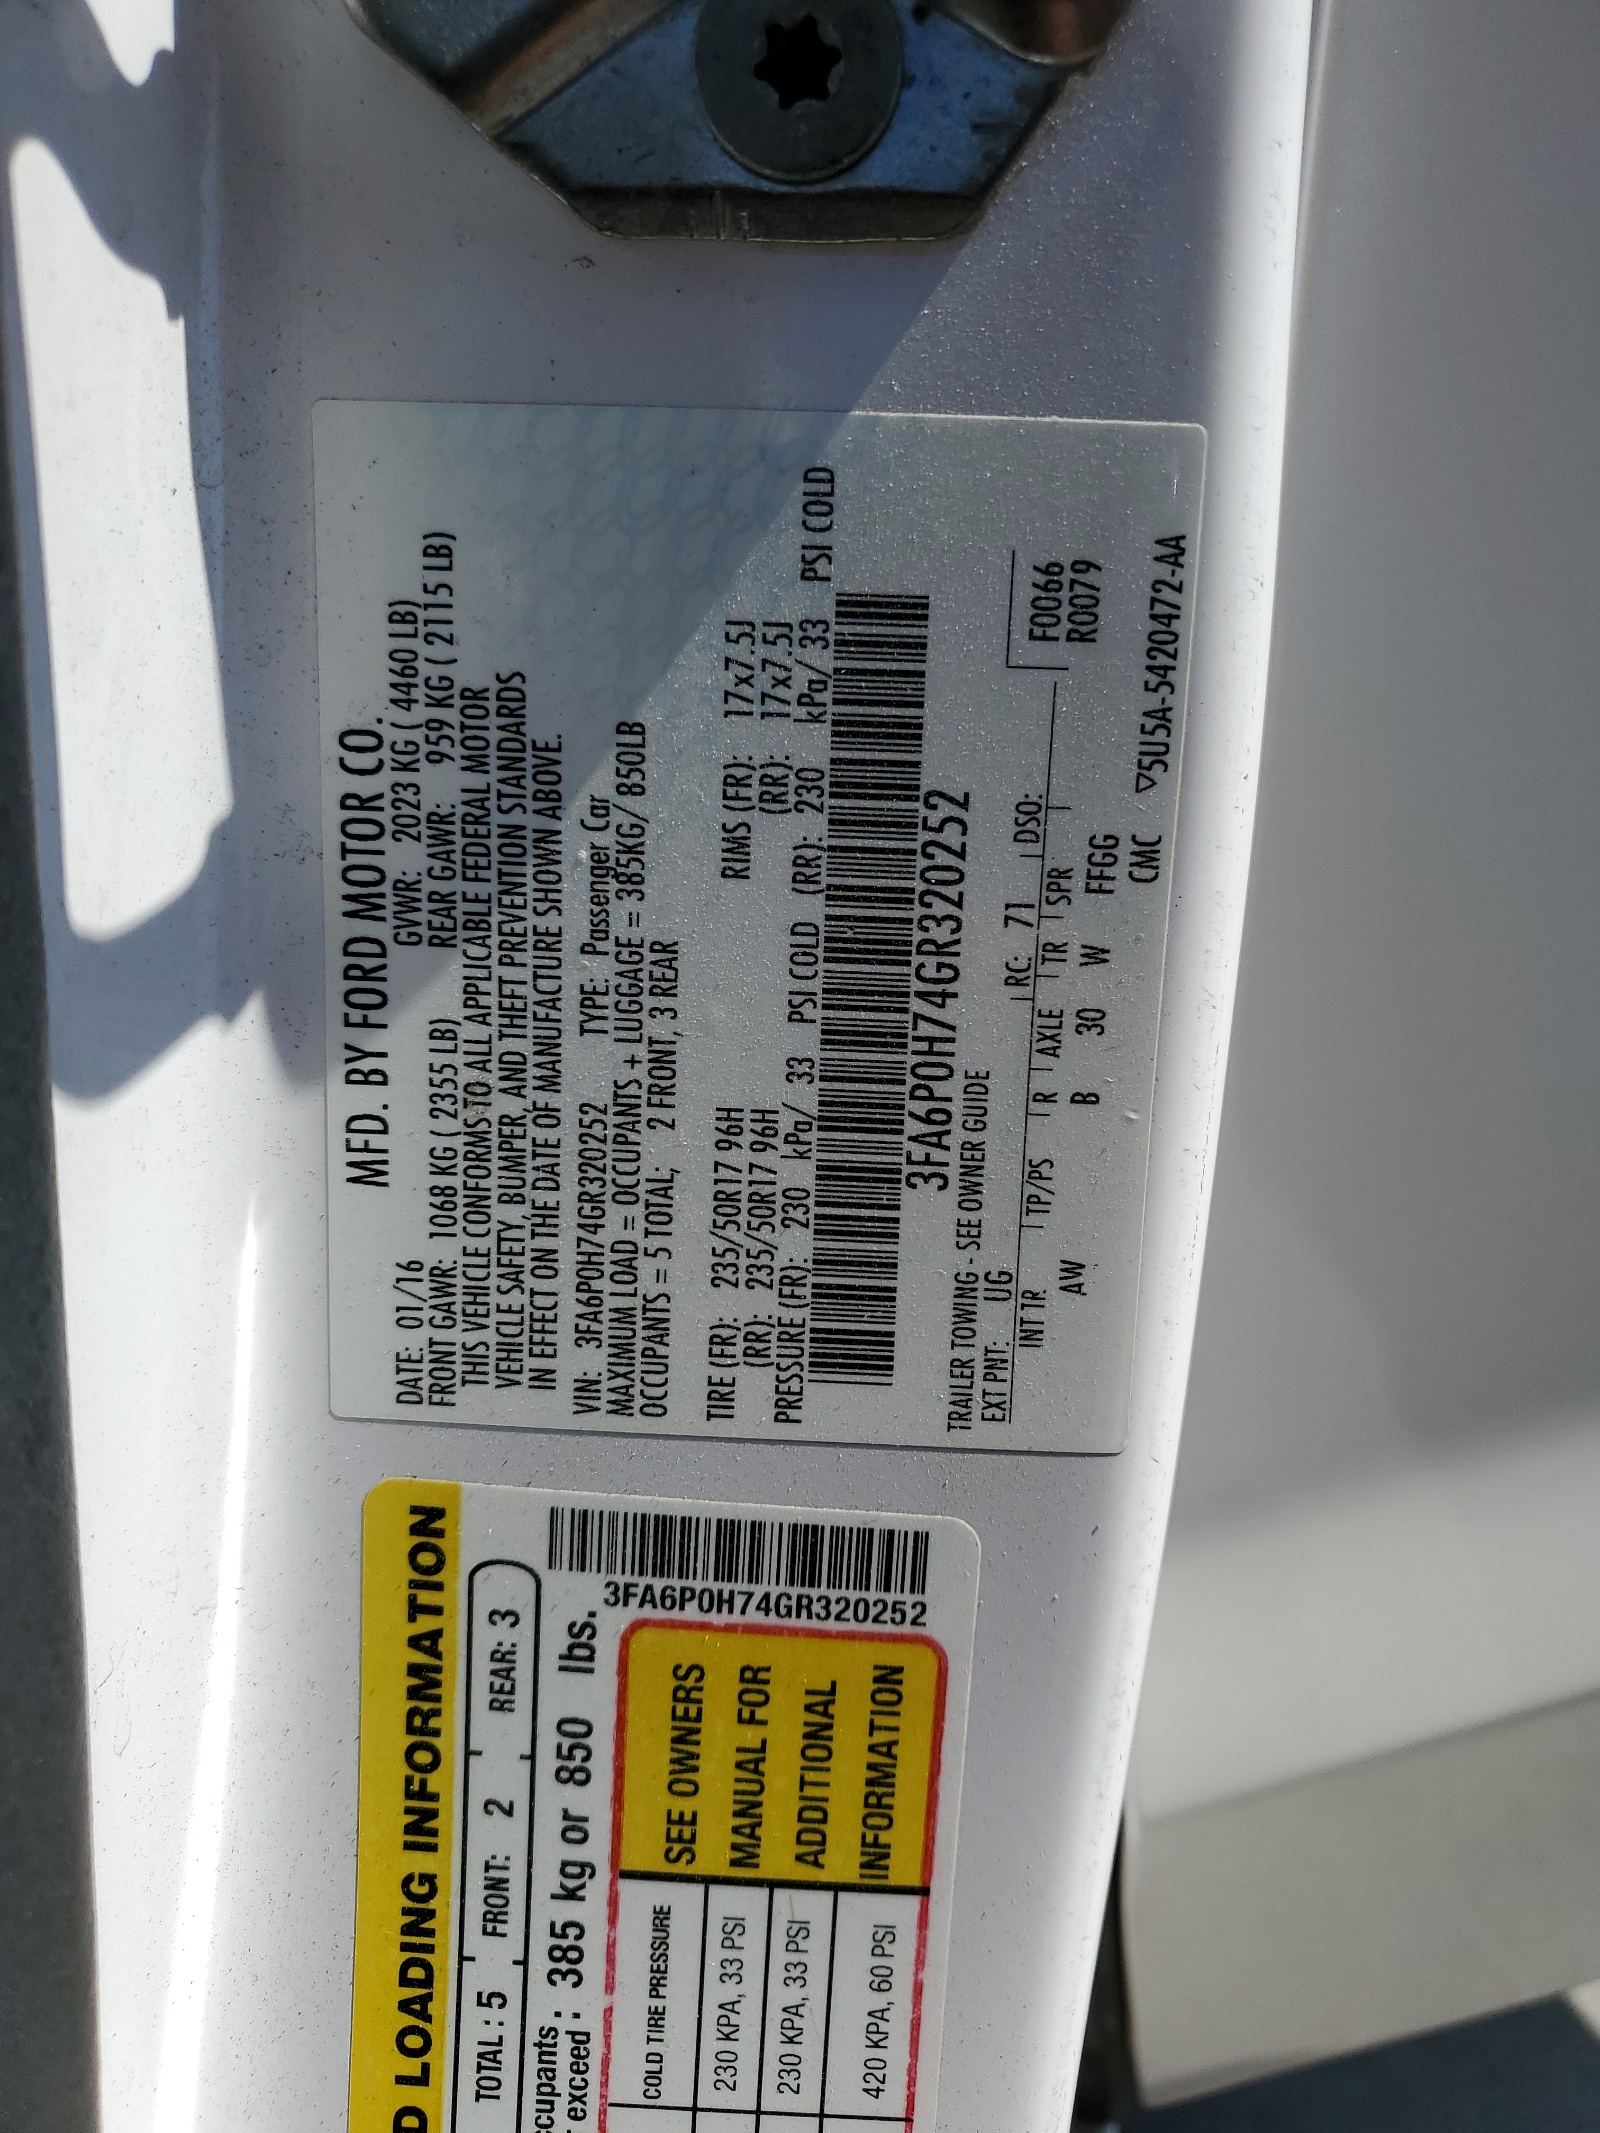 MFD. BY FORD MOTOR CO.
DATE: 01/16 GVWR: 2023 KG ( 4460 LB)
FRONT GAWR: 1068 KG ( 2355 LB) REAR GAWR: 959 KG ( 2115 LB)
THIS VEHICLE CONFORMS TO ALL APPLICABLE FEDERAL MOTOR
VEHICLE SAFETY, BUMPER, AND THEFT PREVENTION STANDARDS
IN EFFECT ON THE DATE OF MANUFACTURE SHOWN ABOVE.
VIN: 3FA6P0H74GR320252 TYPE: Passenger Car
MAXIMUM LOAD = OCCUPANTS + LUGGAGE = 385KG/ 850LB
OCCUPANTS = 5 TOTAL; 2 FRONT, 3 REAR
TIRE (FR): 235/50R17 96H RIMS (FR): 17x7.5J
(RR): 235/50R17 96H (RR): 17x7.5J
PRESSURE (FR): 230 kPa/ 33 PSI COLD (RR): 230 kPa/ 33 PSI COLD
3FA6P0H74GR320252
TRAILER TOWING - SEE OWNER GUIDE
EXT PNT: UG RC: 71 DSO:
INT TR TP/PS R AXLE TR SPR F0066
AW B 30 W FFGG R0079
CMC ▽5U5A-5420472-AA
D LOADING INFORMATION
TOTAL : 5 FRONT: 2 REAR: 3
ccupants :
exceed : 385 kg or 850 lbs.
3FA6P0H74GR320252
COLD TIRE PRESSURE
230 KPA, 33 PSI
230 KPA, 33 PSI
420 KPA, 60 PSI
SEE OWNERS
MANUAL FOR
ADDITIONAL
INFORMATION